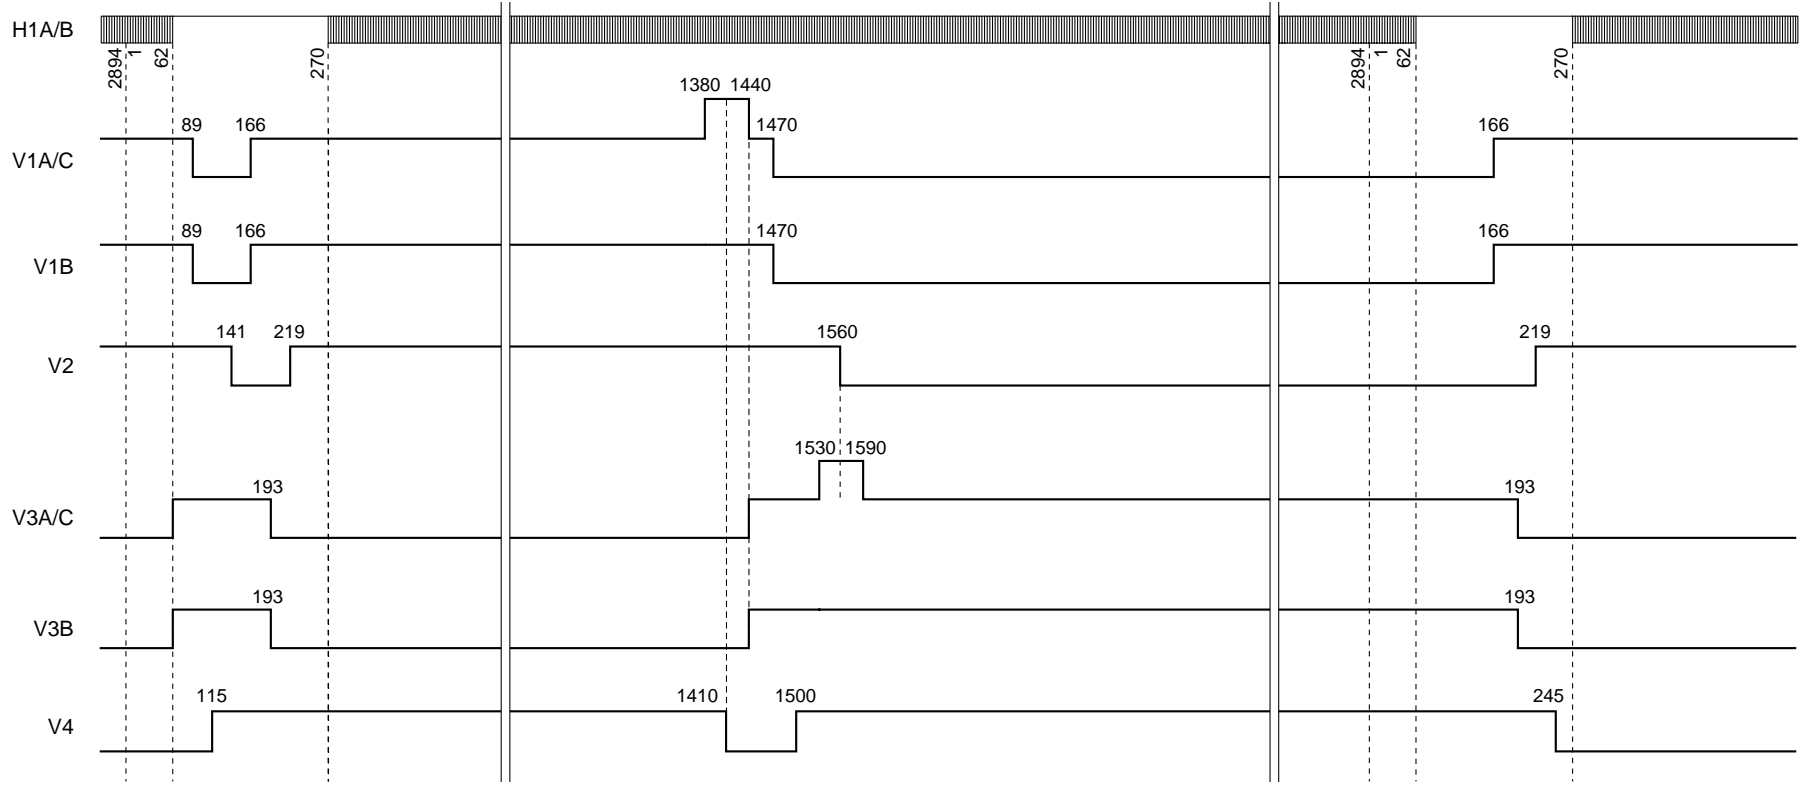 H1A/B
2894 1 62 270 2894 1 62 270
1380 1440
89 166 1470 166
V1A/C
89 166 1470 166
V1B
141 219 1560 219
V2
1530 1590
193 193
V3A/C
193 193
V3B
115 1410 1500 245
V4